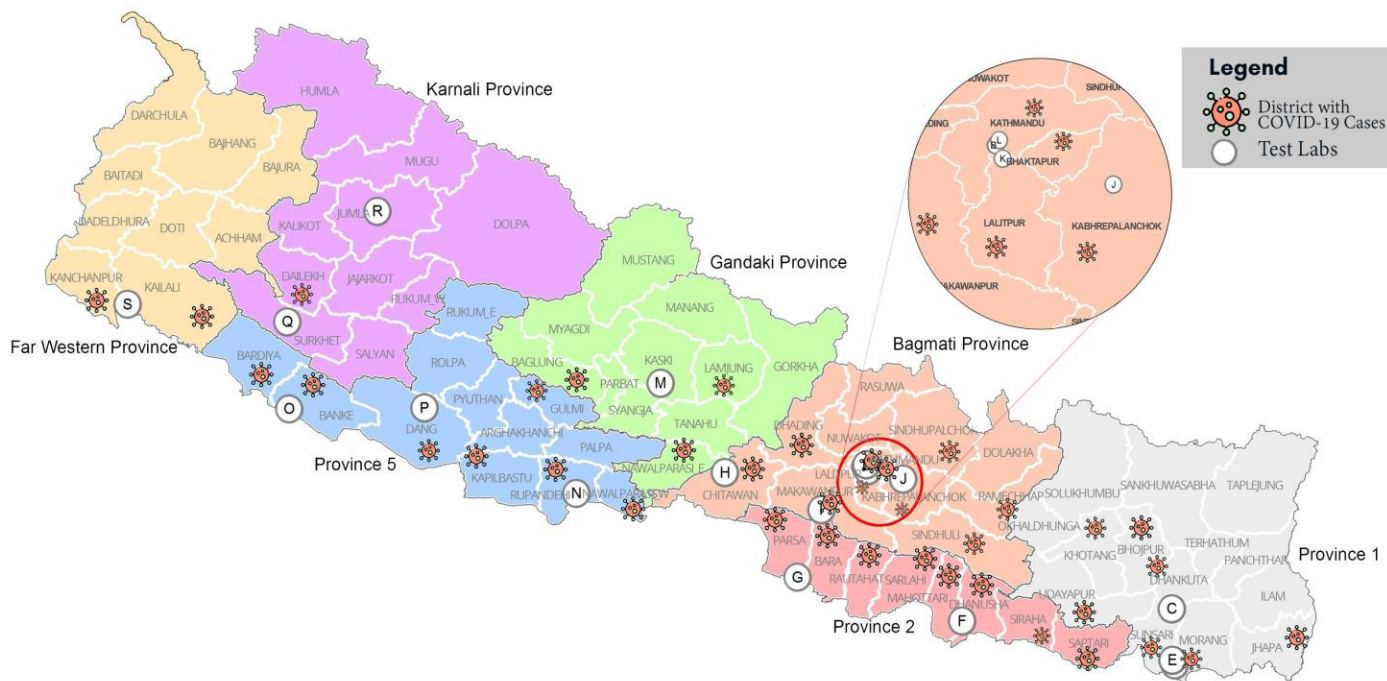 Legend
District with
COVID-19 Cases
Test Labs
Karnali Province
HUMLA
DARCHULA
BAJHANG
BAJURA
MUGU
BAITADI
DADELDHURA
DOTI
ACHHAM
KALIKOT
JUMLA
R
DOLPA
KANCHANPUR
KAILALI
S
DAILEKH
JAJARKOT
RUKUM_W
Q
SURKHET
SALYAN
Far Western Province
Gandaki Province
MUSTANG
MANANG
MYAGDI
RUKUM_E
BARDIYA
ROLPA
BAGLUNG
KASKI
M
LAMJUNG
GORKHA
PARBAT
SYANGJA
TANAHU
O
BANKE
P
DANG
PYUTHAN
GULMI
ARGHAKHANCHI
PALPA
Province 5
KAPILBASTU
RUPANDEHI
N
NAWALPARASI_E
Bagmati Province
RASUWA
DHADING
NUWAKOT
SINDHUPALCHOK
DOLAKHA
H
CHITAWAN
MAKAWANPUR
J
KABHREPALANCHOK
RAMECHHAP
SINDHULI
KATHMANDU
L
K
BHAKTAPUR
J
LALITPUR
KABHREPALANCHOK
PARSA
BARA
G
RAUTAHAT
SARLAHI
MAHOTTARI
DHANUSHA
F
SIRAHA
SAPTARI
Province 2
SOLUKHUMBU
SANKHUWASABHA
TAPLEJUNG
OKHALDHUNGA
KHOTANG
BHOJPUR
TERHATHUM
PANCHTHAR
Province 1
DHANKUTA
ILAM
UDAYAPUR
C
SUNSARI
MORANG
E
JHAPA